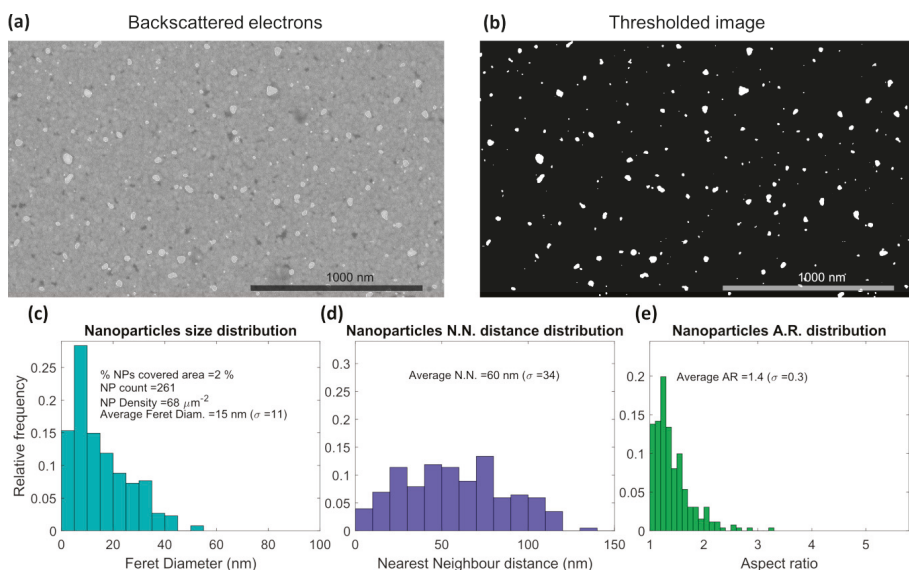 (a) Backscattered electrons
(b) Thresholded image
1000 nm
1000 nm
(c) Nanoparticles size distribution
(d) Nanoparticles N.N. distance distribution
(e) Nanoparticles A.R. distribution
Relative frequency
0.25
0.2
0.15
0.1
0.05
0
% NPs covered area =2 %
NP count =261
NP Density =68 μm-2
Average Feret Diam. =15 nm (σ =11)
0 20 40 60 80 100
Feret Diameter (nm)
0.3
0.25
0.2
0.15
0.1
0.05
0
Average N.N. =60 nm (σ =34)
0 50 100 150
Nearest Neighbour distance (nm)
0.2
0.15
0.1
0.05
0
Average AR =1.4 (σ =0.3)
1 2 3 4 5
Aspect ratio